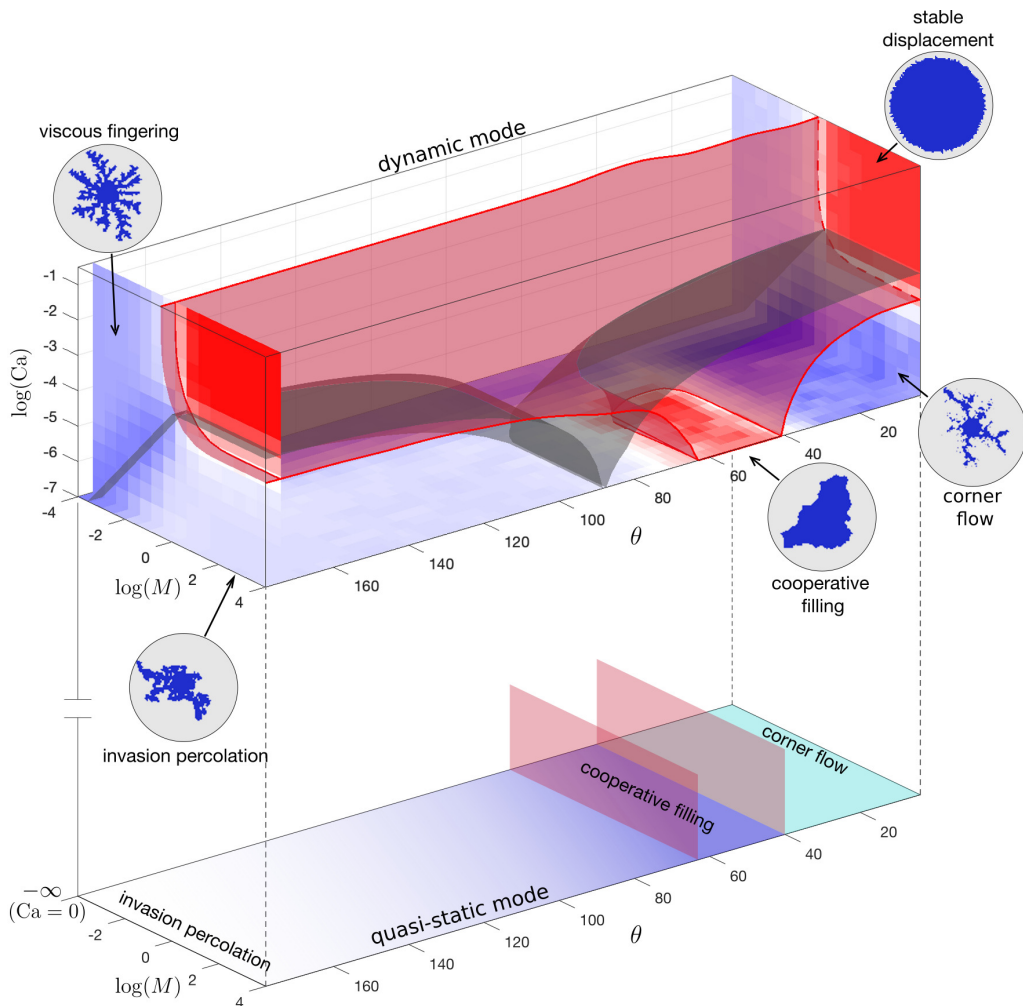 stable
displacement
viscous fingering
dynamic mode
-1
-2
-3
-4
-5
-6
-7
log(Ca)
-4
-2
0
2
4
log(M)
160
140
120
100
80
60
40
20
θ
corner
flow
cooperative
filling
invasion percolation
corner flow
cooperative filling
quasi-static mode
invasion percolation
−∞
(Ca = 0)
-2
0
2
4
log(M)
160
140
120
100
80
60
40
20
θ